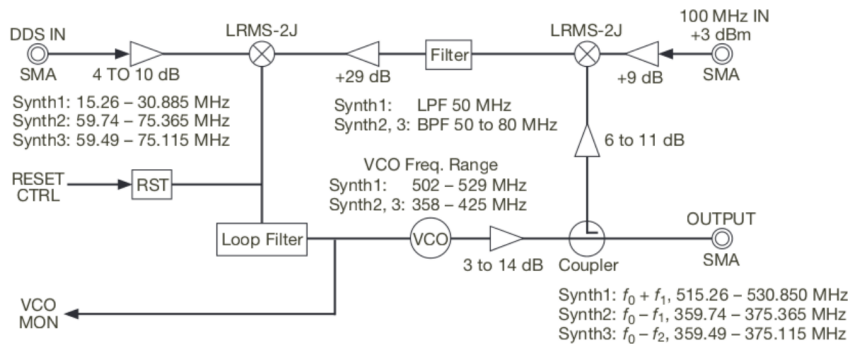 DDS IN
SMA
4 TO 10 dB
LRMS-2J
+29 dB
Filter
LRMS-2J
100 MHz IN
+3 dBm
+9 dB
SMA
Synth1: 15.26 – 30.885 MHz
Synth2: 59.74 – 75.365 MHz
Synth3: 59.49 – 75.115 MHz
Synth1: LPF 50 MHz
Synth2, 3: BPF 50 to 80 MHz
6 to 11 dB
RESET
CTRL
RST
VCO Freq. Range
Synth1: 502 – 529 MHz
Synth2, 3: 358 – 425 MHz
Loop Filter
VCO
3 to 14 dB
Coupler
OUTPUT
SMA
VCO
MON
Synth1: f₀ + f₁, 515.26 – 530.850 MHz
Synth2: f₀ – f₁, 359.74 – 375.365 MHz
Synth3: f₀ – f₂, 359.49 – 375.115 MHz